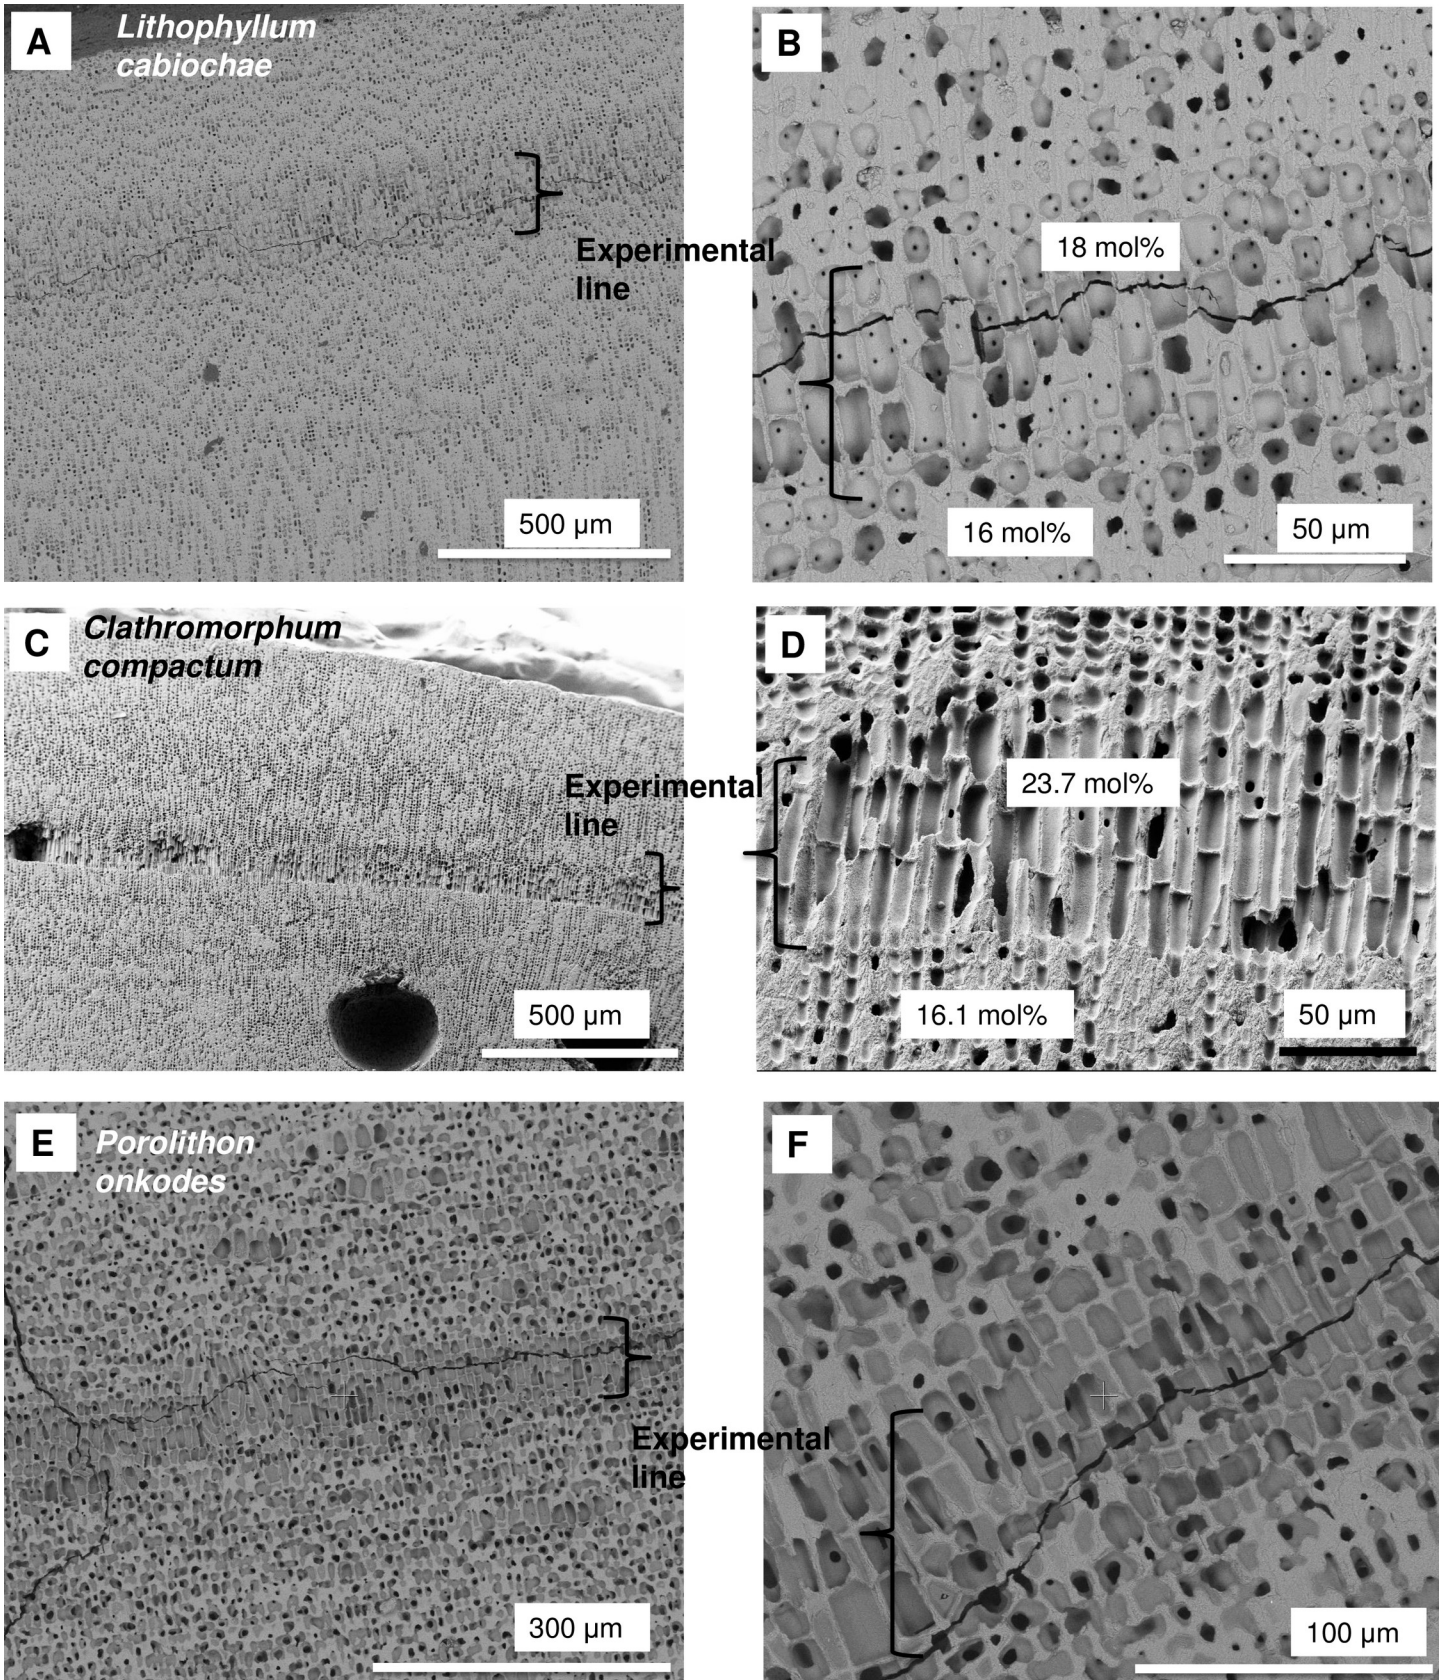 A
Lithophyllum
cabiochae
Experimental
line
500 µm
B
18 mol%
16 mol%
50 µm
C
Clathromorphum
compactum
Experimental
line
500 µm
D
23.7 mol%
16.1 mol%
50 µm
E
Porolithon
onkodes
Experimental
line
300 µm
F
100 µm